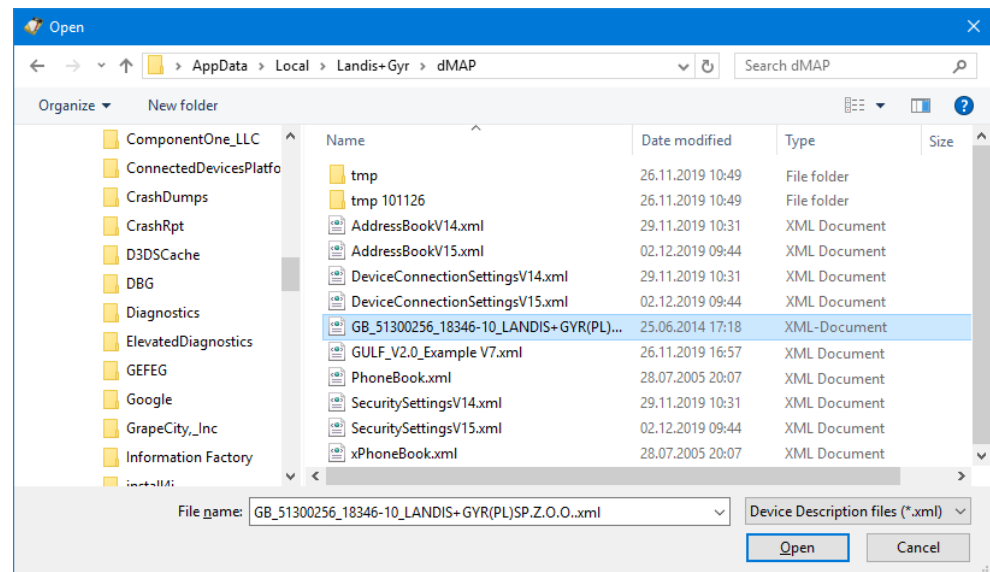 Open
AppData > Local > Landis+Gyr > dMAP
Search dMAP
Organize
New folder
ComponentOne_LLC
ConnectedDevicesPlatfo
CrashDumps
CrashRpt
D3DSCache
DBG
Diagnostics
ElevatedDiagnostics
GEFEG
Google
GrapeCity,_Inc
Information Factory
install4i
Name Date modified Type Size
tmp 26.11.2019 10:49 File folder
tmp 101126 26.11.2019 10:49 File folder
AddressBookV14.xml 29.11.2019 10:31 XML Document
AddressBookV15.xml 02.12.2019 09:44 XML Document
DeviceConnectionSettingsV14.xml 29.11.2019 10:31 XML Document
DeviceConnectionSettingsV15.xml 02.12.2019 09:44 XML Document
GB_51300256_18346-10_LANDIS+GYR(PL)... 25.06.2014 17:18 XML-Document
GULF_V2.0_Example V7.xml 26.11.2019 16:57 XML Document
PhoneBook.xml 28.07.2005 20:07 XML Document
SecuritySettingsV14.xml 29.11.2019 10:31 XML Document
SecuritySettingsV15.xml 02.12.2019 09:44 XML Document
xPhoneBook.xml 28.07.2005 20:07 XML Document
File name: GB_51300256_18346-10_LANDIS+GYR(PL)SP.Z.O.O..xml
Device Description files (*.xml)
Open
Cancel